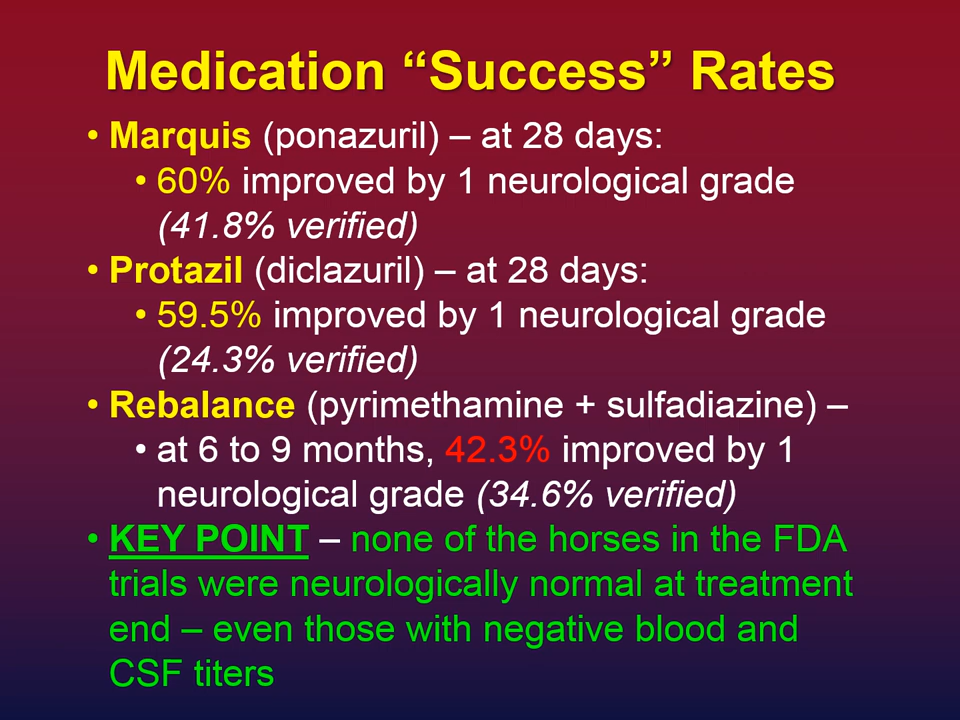 Medication “Success” Rates
• Marquis (ponazuril) – at 28 days:
• 60% improved by 1 neurological grade
(41.8% verified)
• Protazil (diclazuril) – at 28 days:
• 59.5% improved by 1 neurological grade
(24.3% verified)
• Rebalance (pyrimethamine + sulfadiazine) –
• at 6 to 9 months, 42.3% improved by 1
neurological grade (34.6% verified)
• KEY POINT – none of the horses in the FDA
trials were neurologically normal at treatment
end – even those with negative blood and
CSF titers